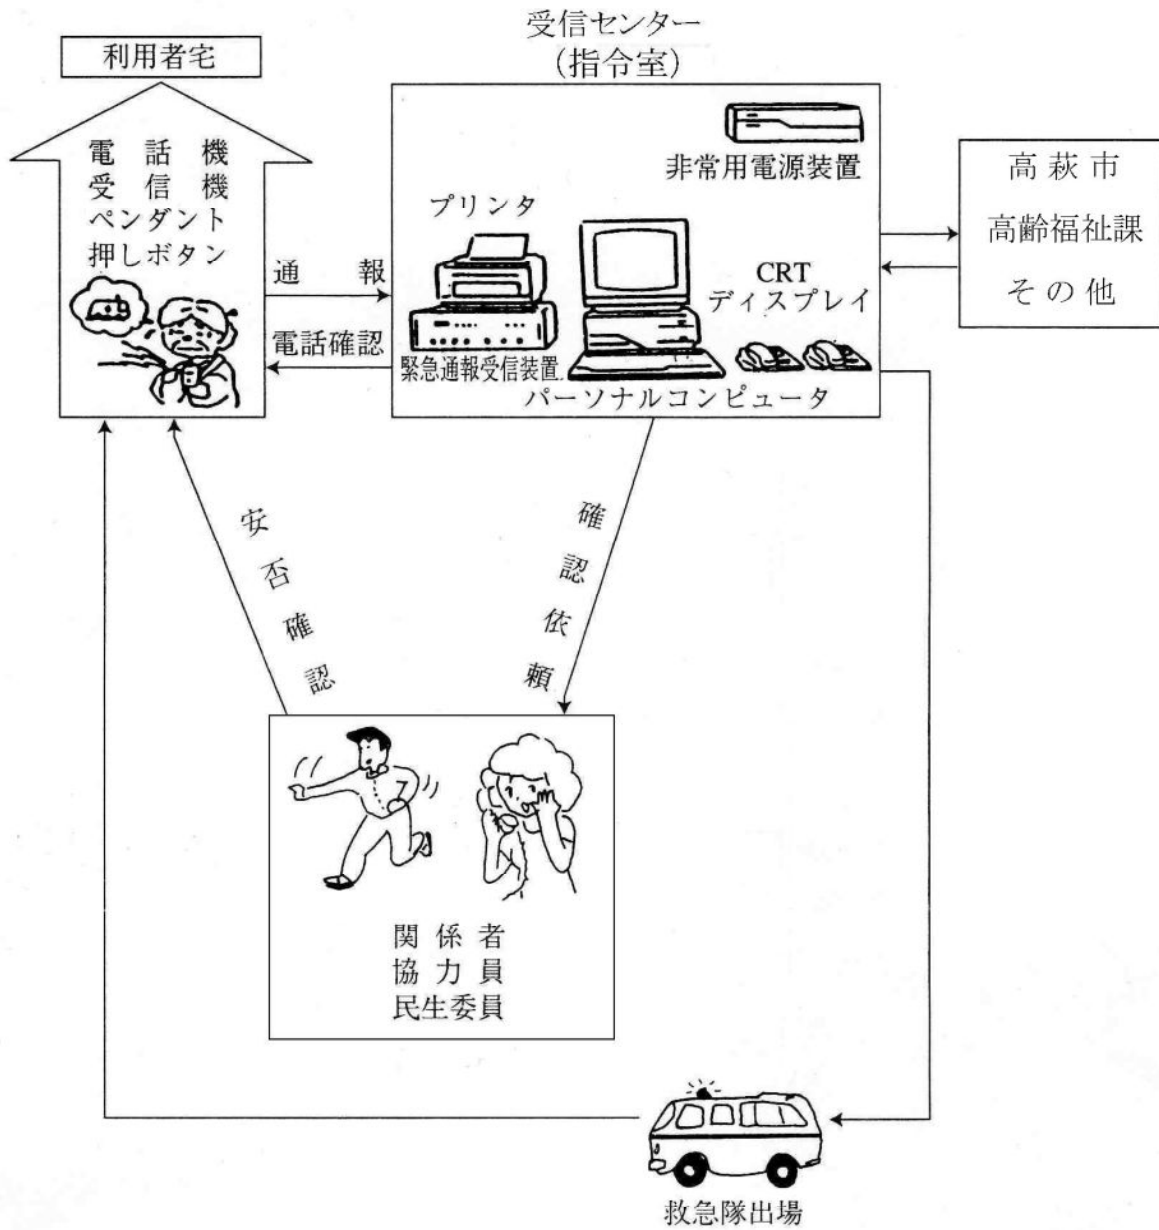 受信センター
(指令室)
利用者宅
電話機
受信機
ペンダント
押しボタン
通報
電話確認
非常用電源装置
プリンタ
CRT
ディスプレイ
緊急通報受信装置
パーソナルコンピュータ
高萩市
高齢福祉課
その他
安否確認
確認依頼
関係者
協力員
民生委員
救急隊出場